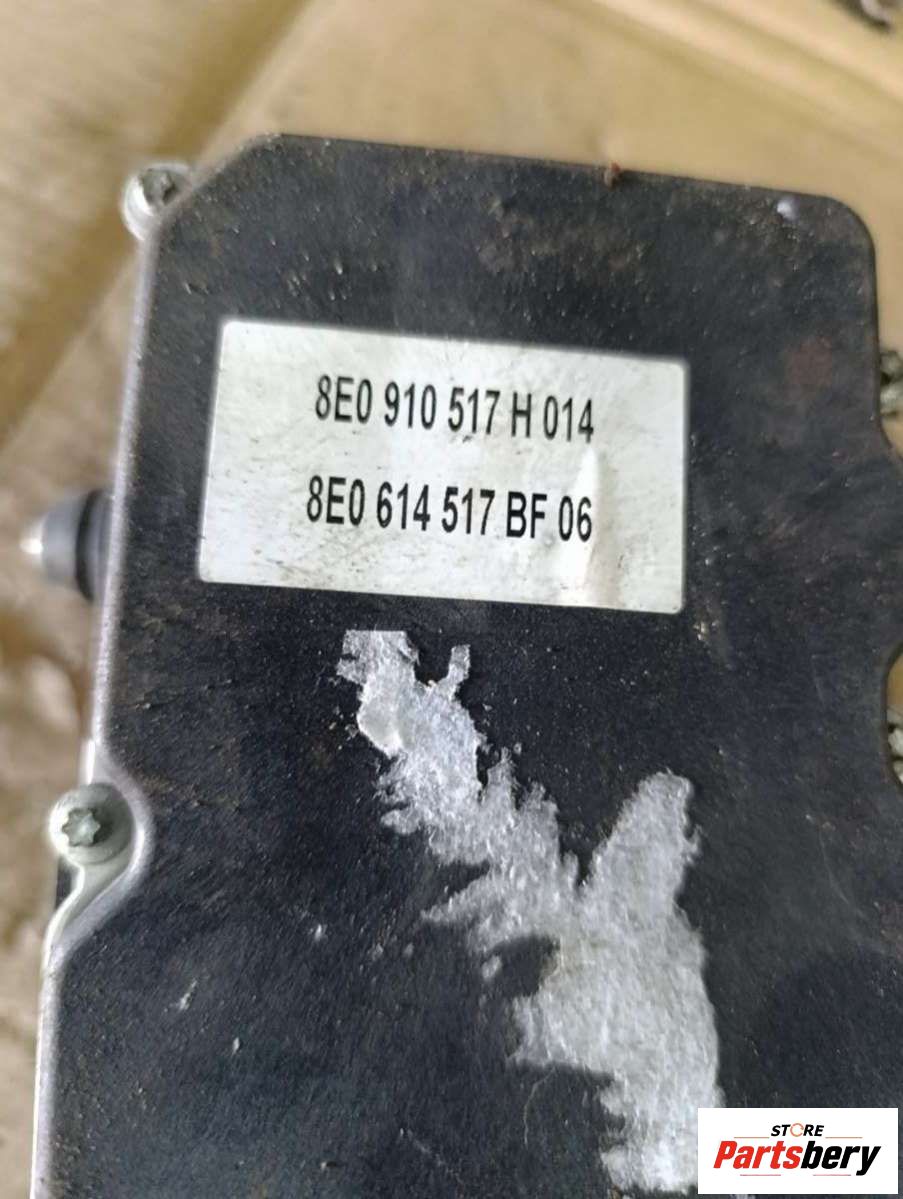 8E0 910 517 H 014
8E0 614 517 BF 06
STORE
Partsbery